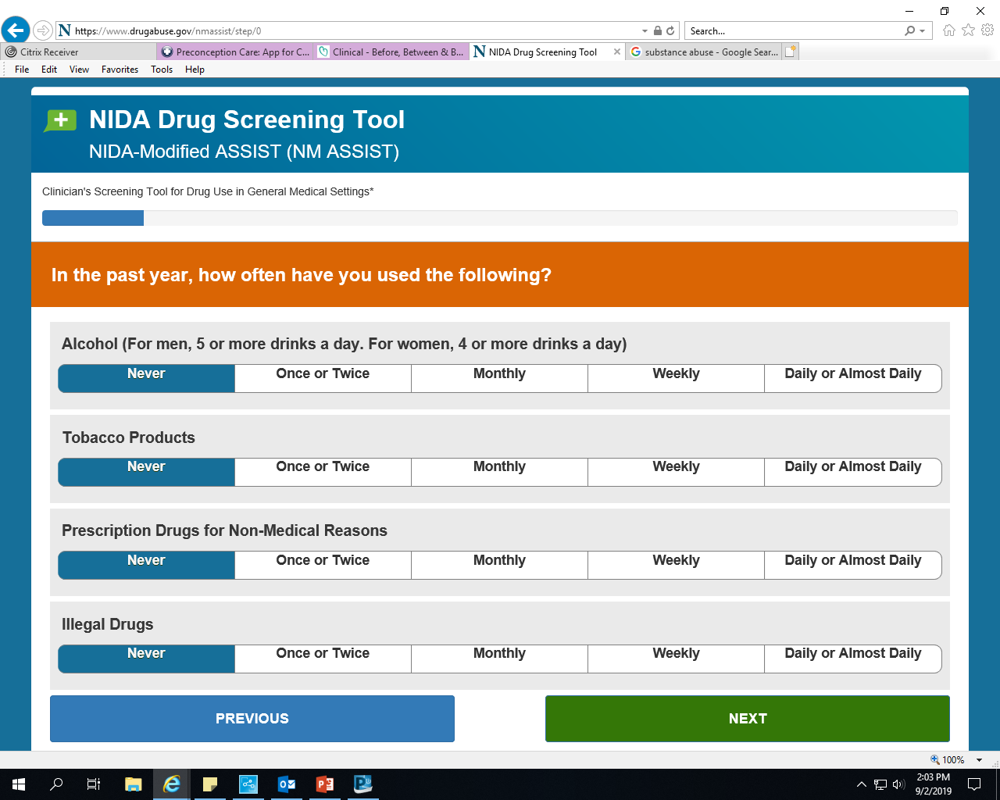 https://www.drugabuse.gov/nmassist/step/0
Search...
Citrix Receiver
Preconception Care: App for C...
Clinical - Before, Between & B...
NIDA Drug Screening Tool
substance abuse - Google Sear...
File Edit View Favorites Tools Help
NIDA Drug Screening Tool
NIDA-Modified ASSIST (NM ASSIST)
Clinician's Screening Tool for Drug Use in General Medical Settings*
In the past year, how often have you used the following?
Alcohol (For men, 5 or more drinks a day. For women, 4 or more drinks a day)
Never Once or Twice Monthly Weekly Daily or Almost Daily
Tobacco Products
Never Once or Twice Monthly Weekly Daily or Almost Daily
Prescription Drugs for Non-Medical Reasons
Never Once or Twice Monthly Weekly Daily or Almost Daily
Illegal Drugs
Never Once or Twice Monthly Weekly Daily or Almost Daily
PREVIOUS NEXT
100%
2:03 PM
9/2/2019